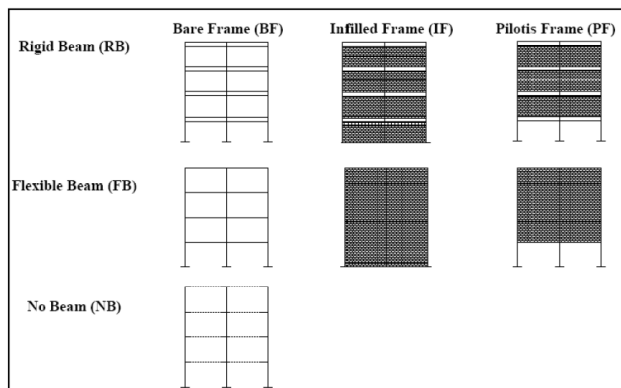 Bare Frame (BF) Infilled Frame (IF) Pilotis Frame (PF)
Rigid Beam (RB)
Flexible Beam (FB)
No Beam (NB)